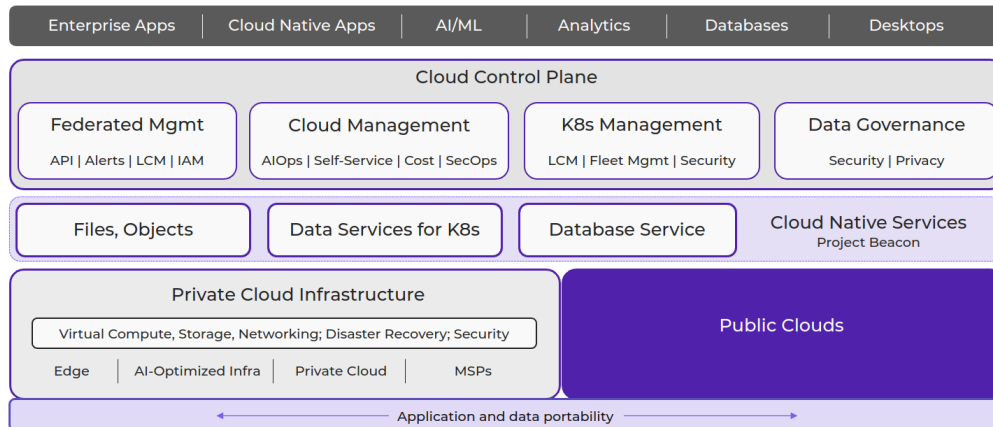 Enterprise Apps
Cloud Native Apps
AI/ML
Analytics
Databases
Desktops
Cloud Control Plane
Federated Mgmt
API | Alerts | LCM | IAM
Cloud Management
AIOps | Self-Service | Cost | SecOps
K8s Management
LCM | Fleet Mgmt | Security
Data Governance
Security | Privacy
Files, Objects
Data Services for K8s
Database Service
Cloud Native Services
Project Beacon
Private Cloud Infrastructure
Virtual Compute, Storage, Networking; Disaster Recovery; Security
Edge
AI-Optimized Infra
Private Cloud
MSPs
Public Clouds
Application and data portability